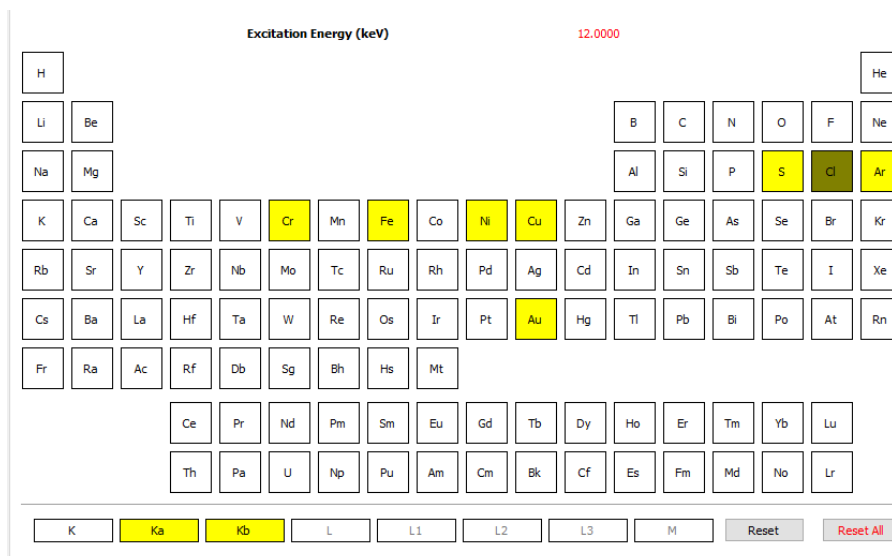 Excitation Energy (keV) 12.0000
H He
Li Be B C N O F Ne
Na Mg Al Si P S Cl Ar
K Ca Sc Ti V Cr Mn Fe Co Ni Cu Zn Ga Ge As Se Br Kr
Rb Sr Y Zr Nb Mo Tc Ru Rh Pd Ag Cd In Sn Sb Te I Xe
Cs Ba La Hf Ta W Re Os Ir Pt Au Hg Tl Pb Bi Po At Rn
Fr Ra Ac Rf Db Sg Bh Hs Mt
Ce Pr Nd Pm Sm Eu Gd Tb Dy Ho Er Tm Yb Lu
Th Pa U Np Pu Am Cm Bk Cf Es Fm Md No Lr
K Ka Kb L L1 L2 L3 M Reset Reset All